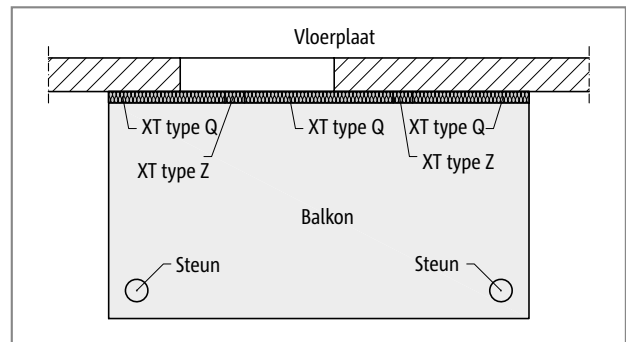 Vloerplaat
XT type Q
XT type Q
XT type Q
XT type Z
XT type Z
Balkon
Steun
Steun